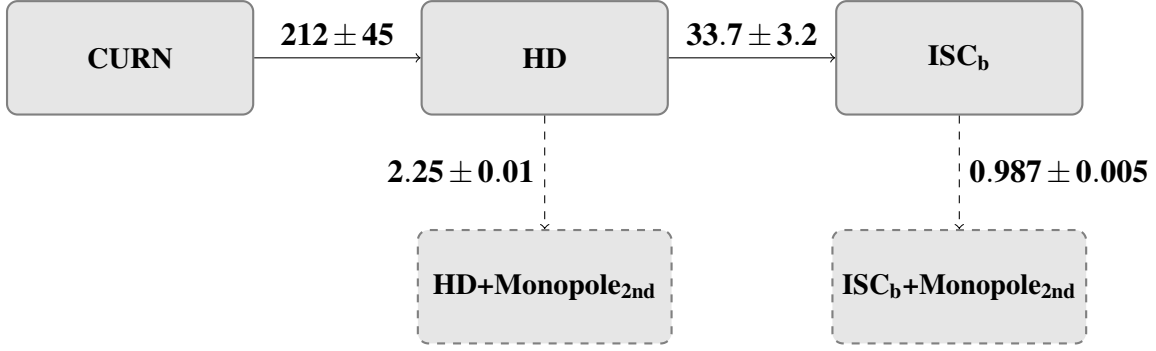 212 ± 45
33.7 ± 3.2
CURN
HD
ISC_b
2.25 ± 0.01
0.987 ± 0.005
HD+Monopole_2nd
ISC_b+Monopole_2nd